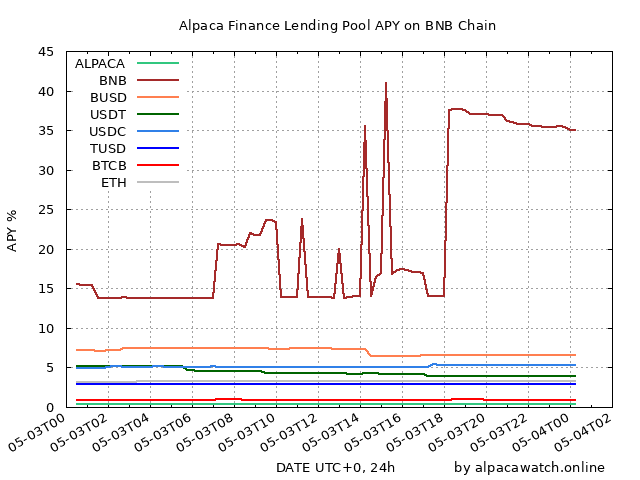 Alpaca Finance Lending Pool APY on BNB Chain
APY %
45
40
35
30
25
20
15
10
5
0
ALPACA
BNB
BUSD
USDT
USDC
TUSD
BTCB
ETH
05-03T00
05-03T02
05-03T04
05-03T06
05-03T08
05-03T10
05-03T12
05-03T14
05-03T16
05-03T18
05-03T20
05-03T22
05-04T00
05-04T02
DATE UTC+0, 24h
by alpacawatch.online